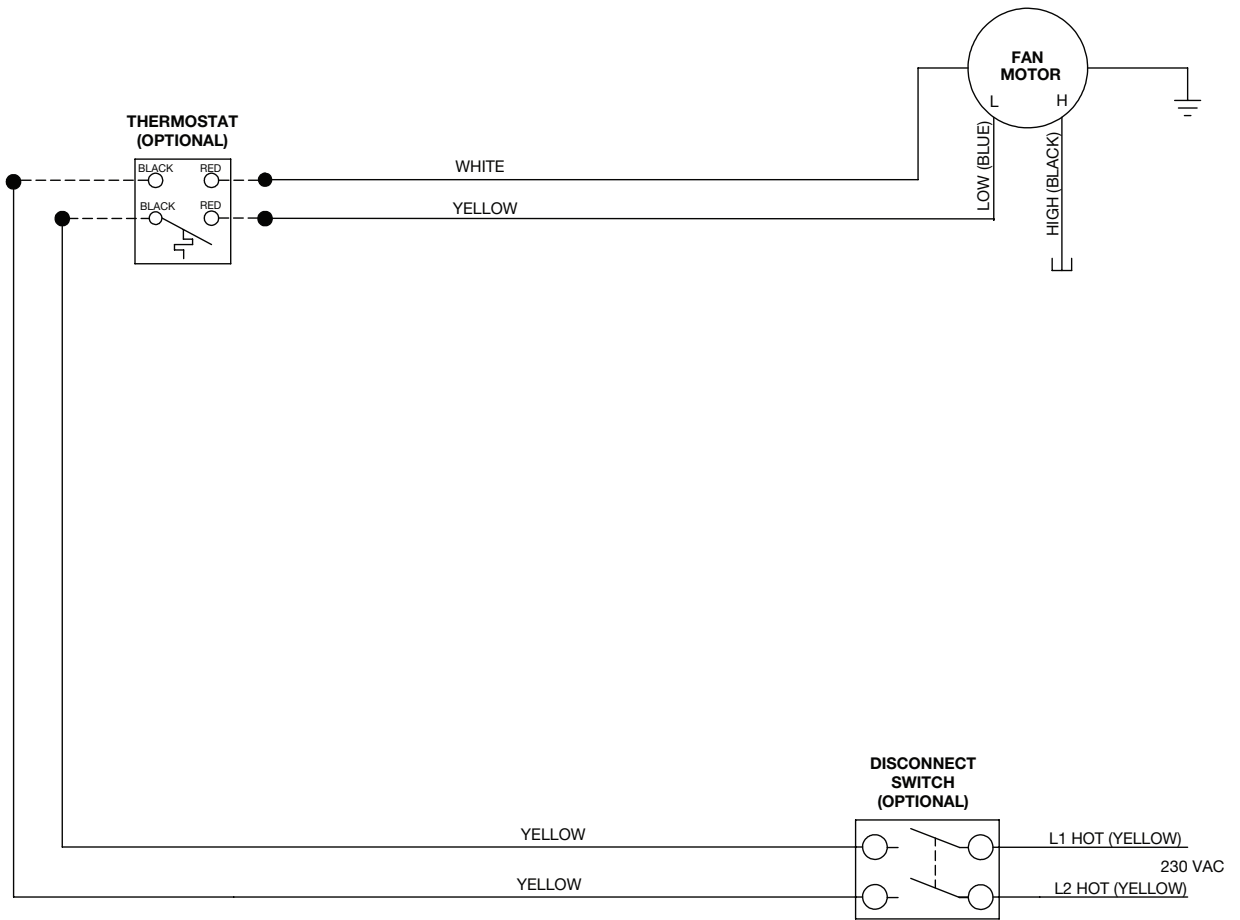 FAN
MOTOR
L
H
LOW (BLUE)
HIGH (BLACK)
THERMOSTAT
(OPTIONAL)
BLACK
RED
WHITE
BLACK
RED
YELLOW
DISCONNECT
SWITCH
(OPTIONAL)
YELLOW
L1 HOT (YELLOW)
230 VAC
YELLOW
L2 HOT (YELLOW)